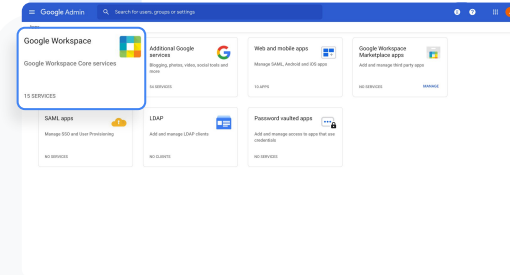 Google Admin
Search for users, groups or settings
Apps
Google Workspace
Google Workspace Core services
15 SERVICES
Additional Google
services
Blogging, photos, video, social tools and
more
Web and mobile apps
Manage SAML, Android and iOS apps
Google Workspace
Marketplace apps
Add and manage third party apps
NO SERVICES
MANAGE
SAML apps
Manage SSO and User Provisioning
NO SERVICES
LDAP
Add and manage LDAP clients
NO CLIENTS
Password vaulted apps
Add and manage access to apps that use
credentials
NO SERVICES